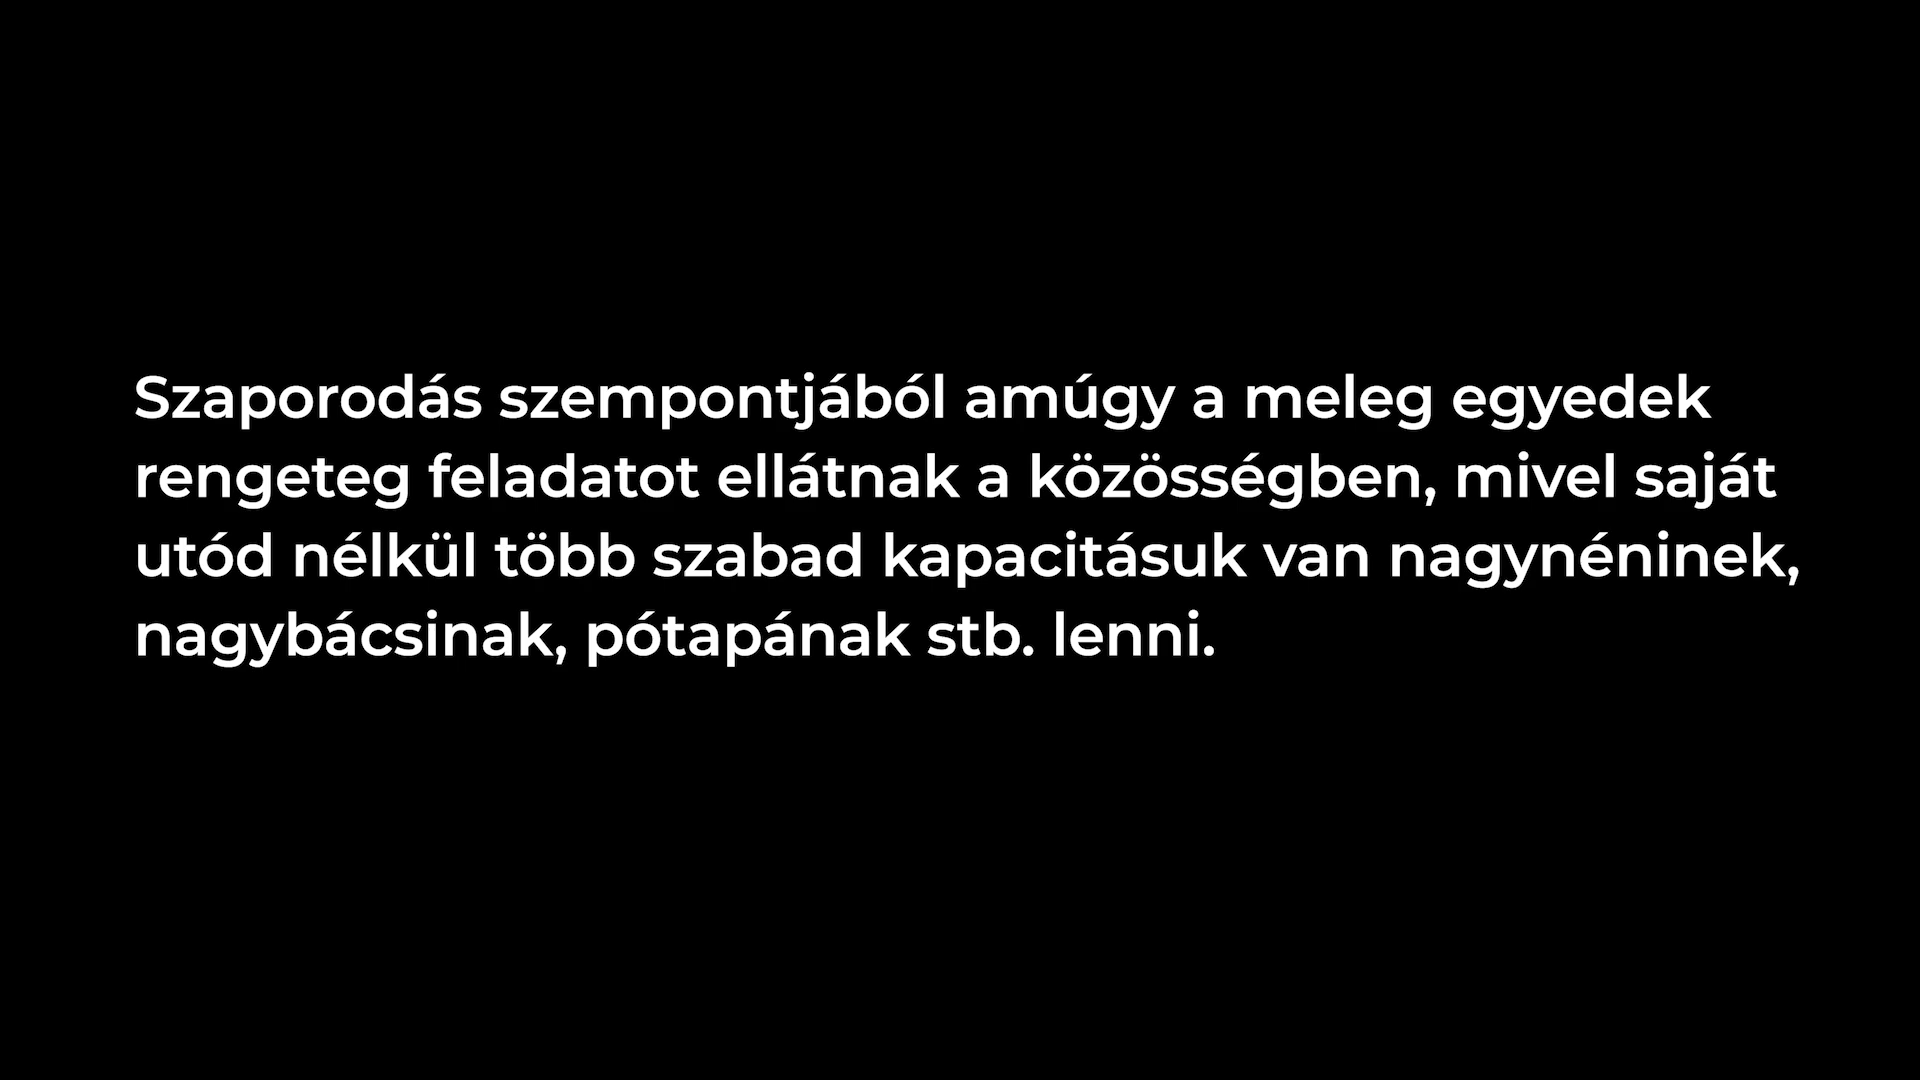 Szaporodás szempontjából amúgy a meleg egyedek
rengeteg feladatot ellátnak a közösségben, mivel saját
utód nélkül több szabad kapacitásuk van nagynéninek,
nagybácsinak, pótapának stb. lenni.